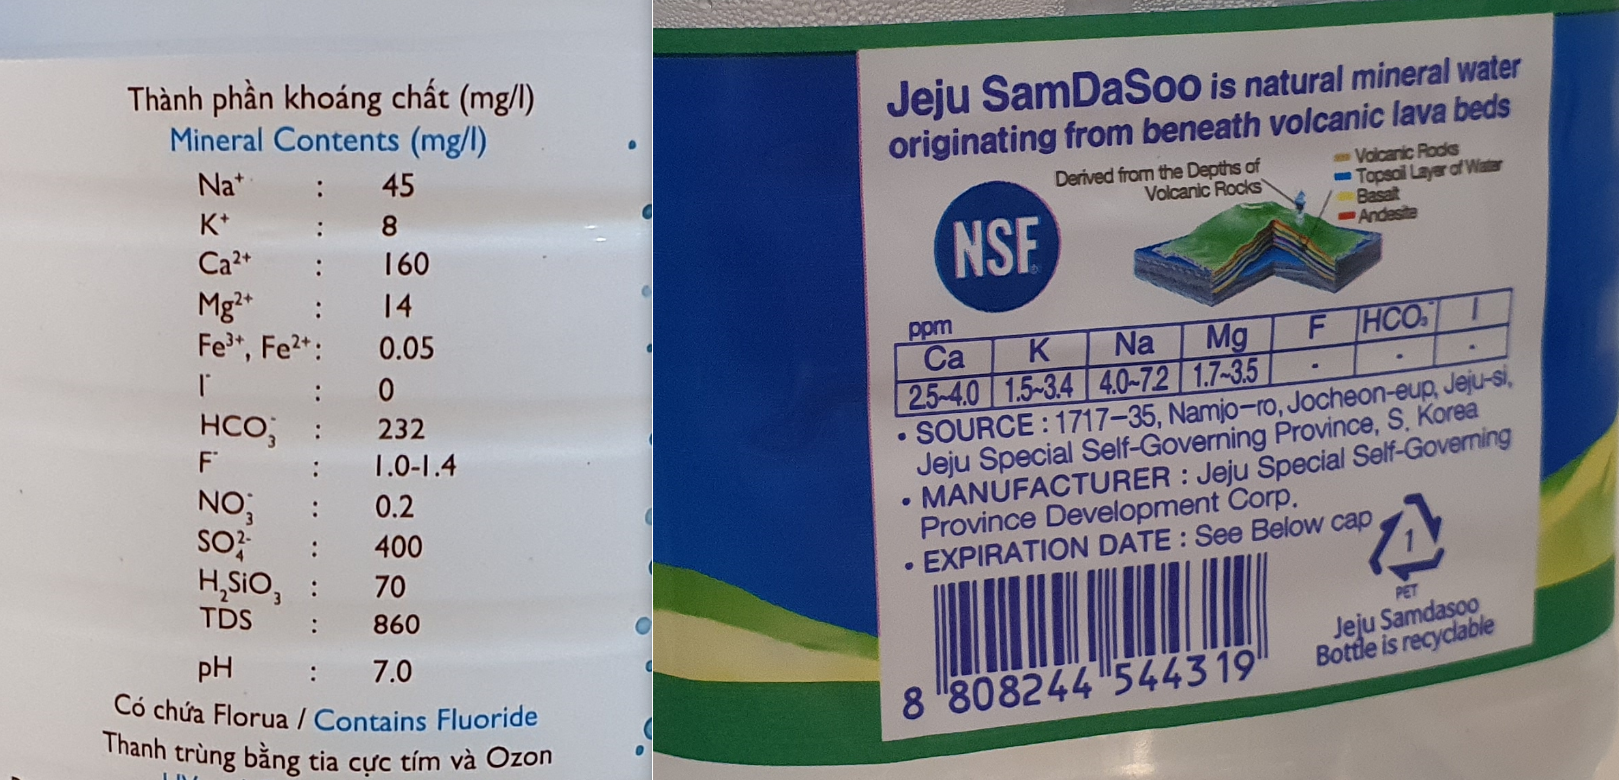 Thành phần khoáng chất (mg/l)
Mineral Contents (mg/l)
Na⁺ : 45
K⁺ : 8
Ca²⁺ : 160
Mg²⁺ : 14
Fe³⁺, Fe²⁺ : 0.05
I⁻ : 0
HCO₃⁻ : 232
F⁻ : 1.0-1.4
NO₃⁻ : 0.2
SO₄²⁻ : 400
H₂SiO₃ : 70
TDS : 860
pH : 7.0
Có chứa Florua / Contains Fluoride
Thanh trùng bằng tia cực tím và Ozon
Jeju SamDaSoo is natural mineral water
originating from beneath volcanic lava beds
Derived from the Depths of
Volcanic Rocks
Volcanic Rocks
Topsoil Layer of Water
Basalt
Andesite
NSF
ppm
Ca K Na Mg F HCO₃⁻ I
2.5~4.0 1.5~3.4 4.0~7.2 1.7~3.5 - - -
• SOURCE : 1717-35, Namjo-ro, Jocheon-eup, Jeju-si,
Jeju Special Self-Governing Province, S. Korea
• MANUFACTURER : Jeju Special Self-Governing
Province Development Corp.
• EXPIRATION DATE : See Below cap
1
PET
Jeju Samdasoo
Bottle is recyclable
8 808244 544319